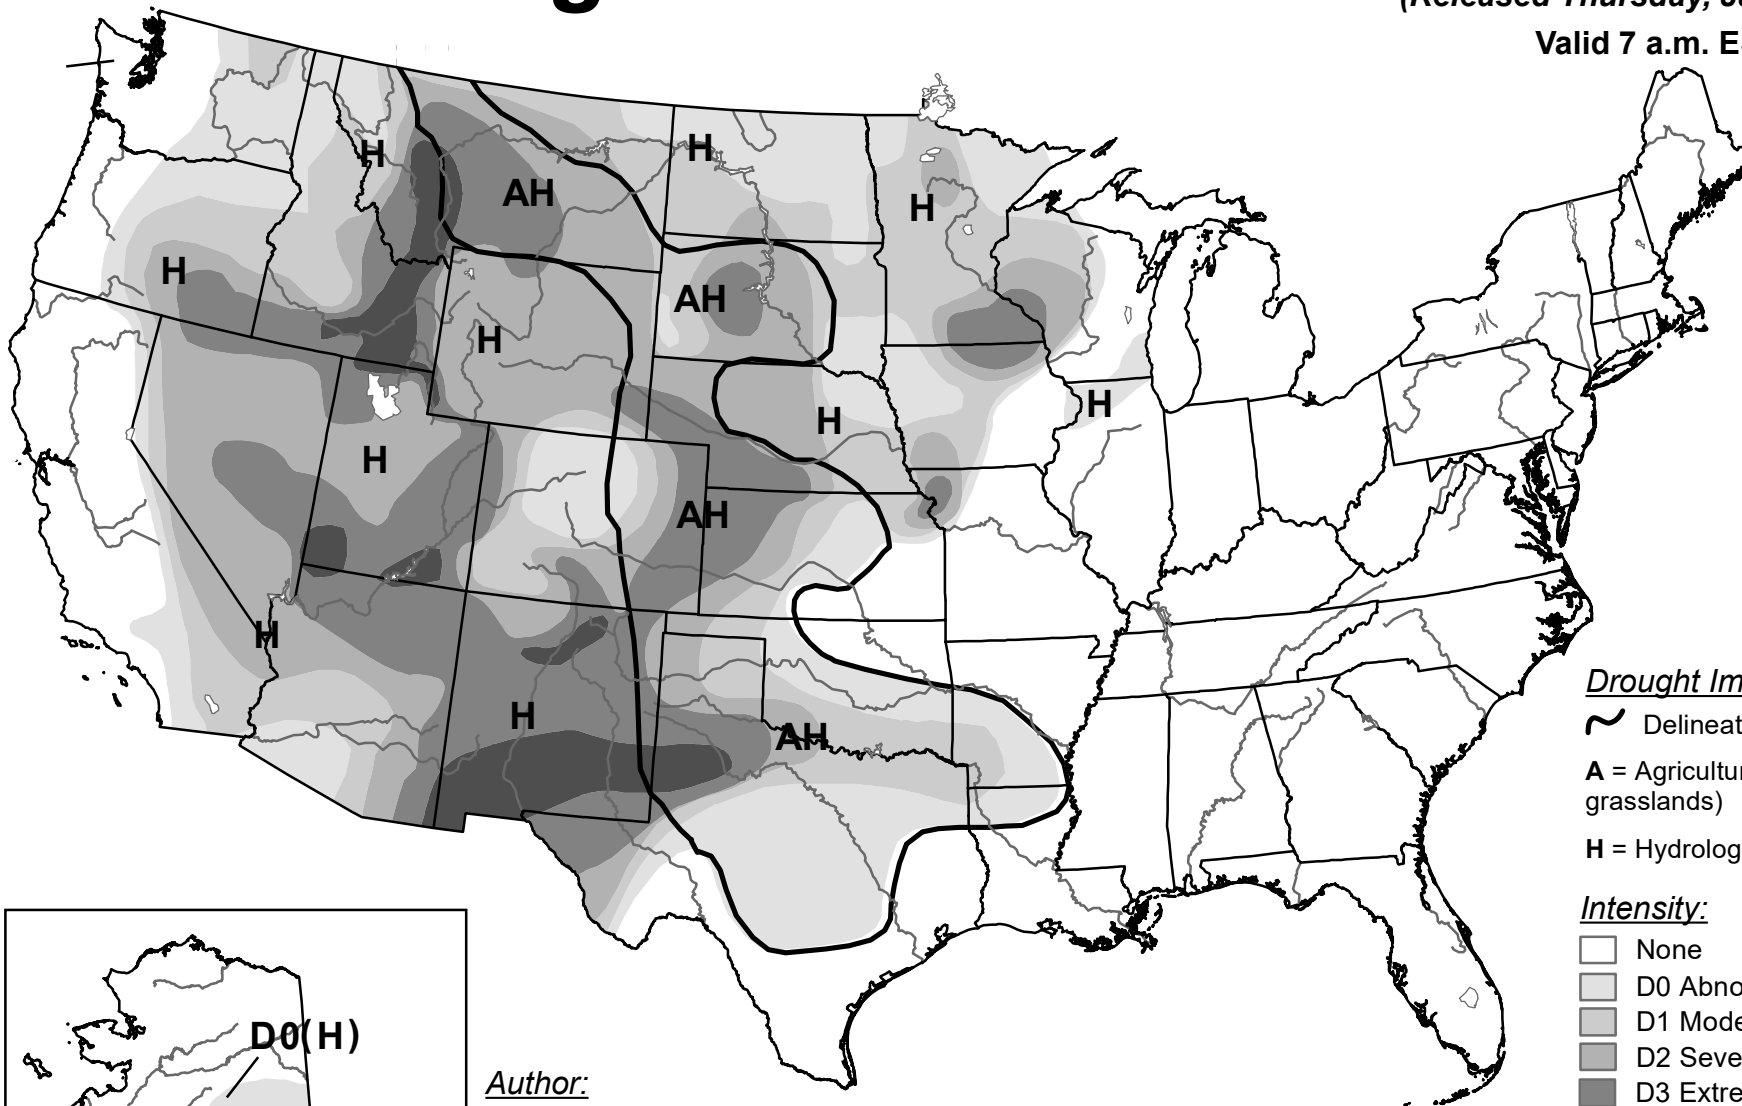 (Released Thursday,
Valid 7 a.m.
H
H
AH
H
H
AH
H
H
H
H
H
AH
H
H
AH
Drought
Delineat
A = Agricultur
grasslands)
H = Hydrolog
Intensity:
None
D0 Abno
D1 Mode
D2 Seve
D3 Extre
D0(H)
Author: